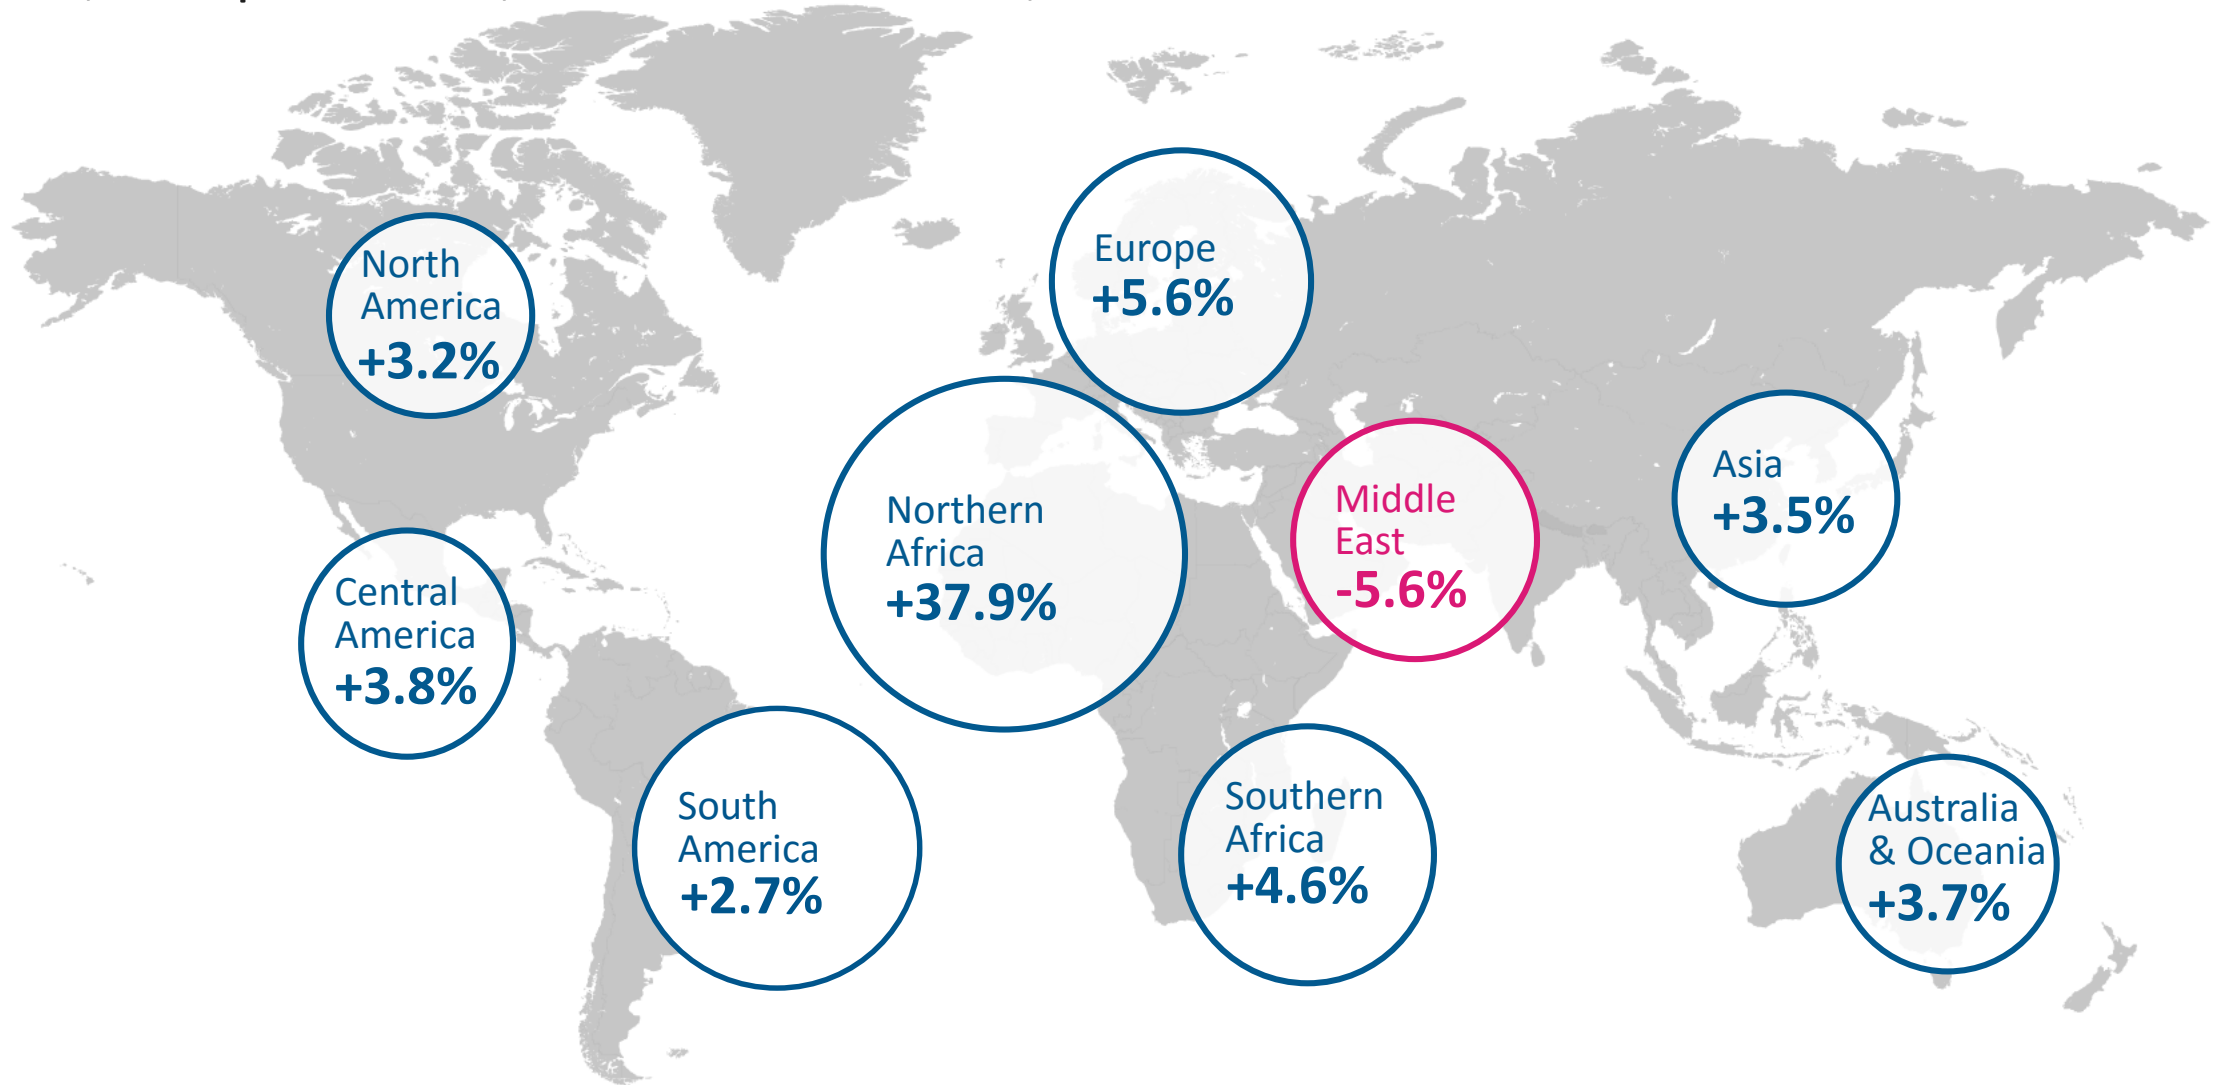 North
America
+3.2%
Europe
+5.6%
Northern
Africa
+37.9%
Middle
East
-5.6%
Asia
+3.5%
Central
America
+3.8%
South
America
+2.7%
Southern
Africa
+4.6%
Australia
& Oceania
+3.7%